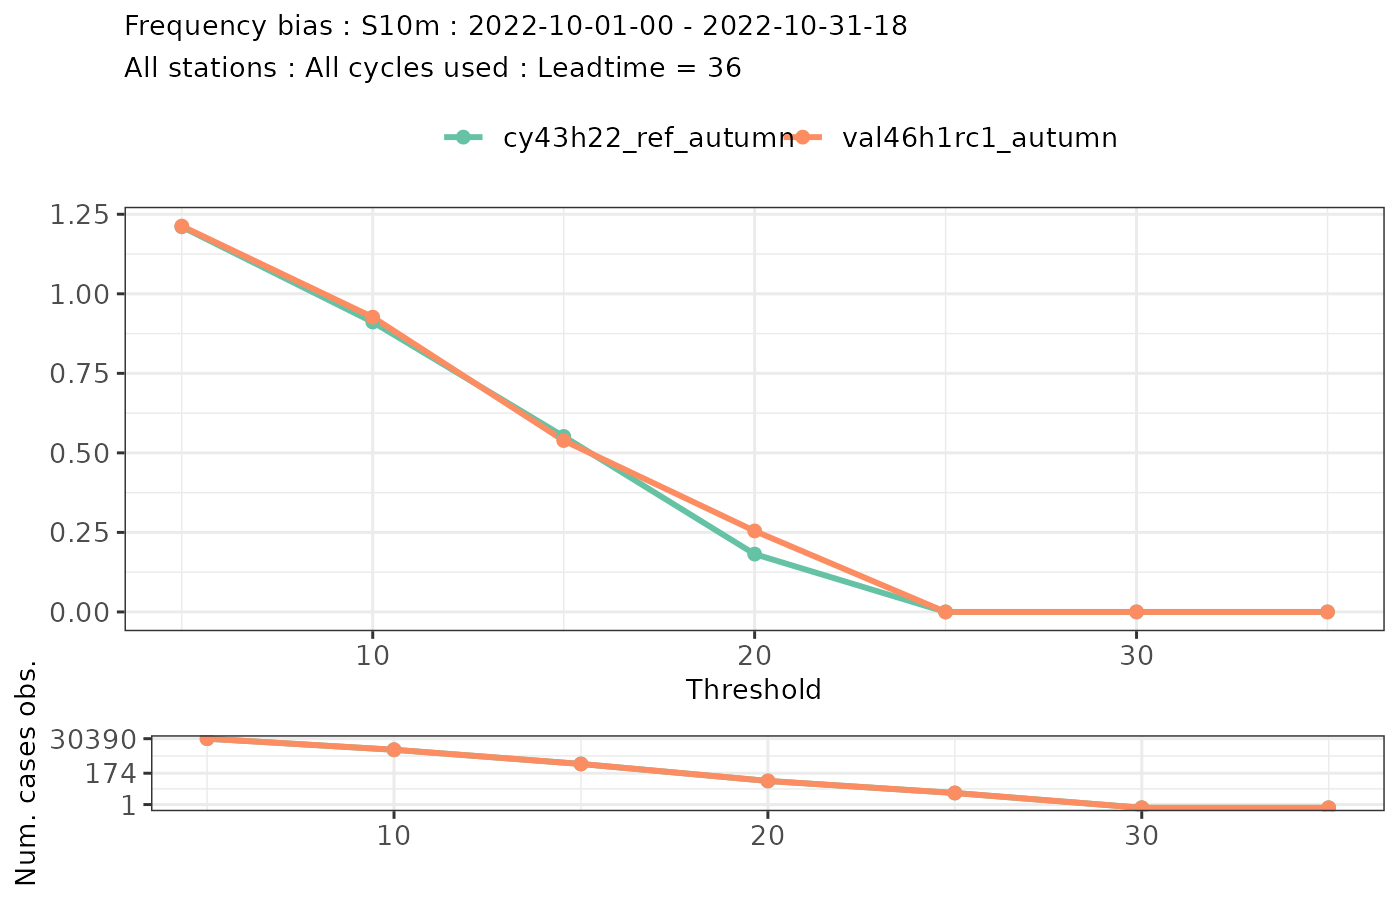 Frequency bias : S10m : 2022-10-01-00 - 2022-10-31-18
All stations : All cycles used : Leadtime = 36
cy43h22_ref_autumn val46h1rc1_autumn
1.25
1.00
0.75
0.50
0.25
0.00
10 20 30
Threshold
Num. cases obs.
30390
174
1
10 20 30